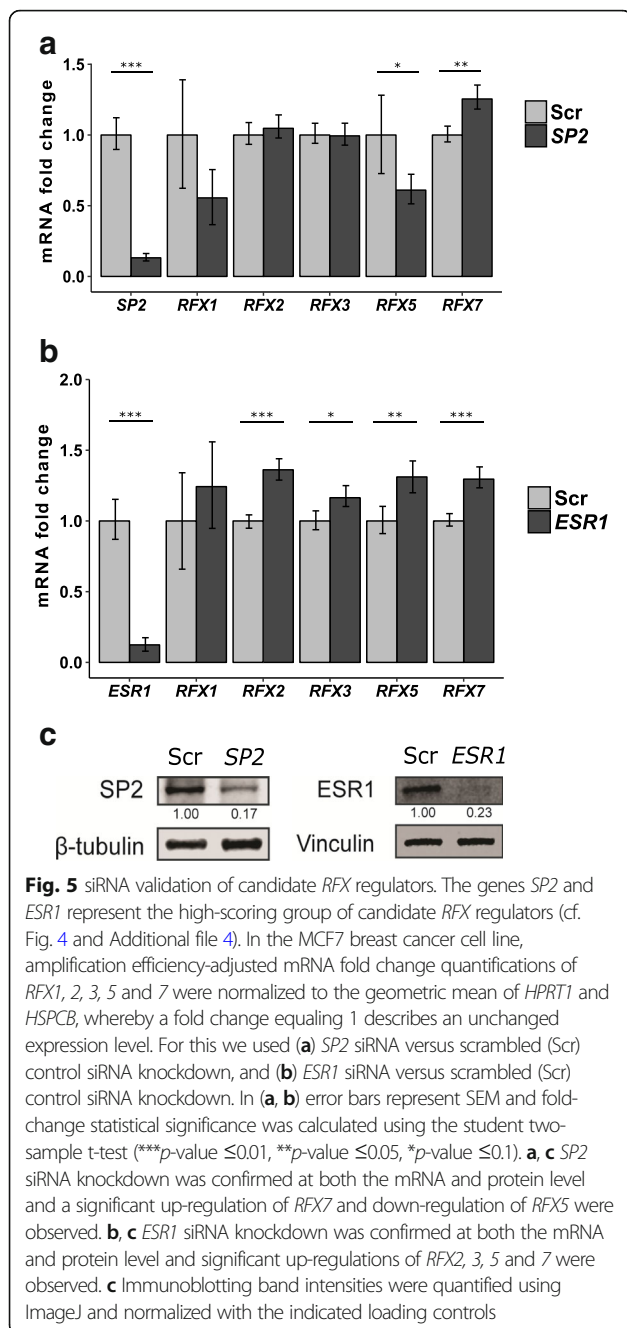 a
1.5
1.0
0.5
0.0
mRNA fold change
***
*
**
Scr
SP2
SP2 RFX1 RFX2 RFX3 RFX5 RFX7
b
2.0
1.5
1.0
0.5
0.0
mRNA fold change
***
***
*
**
***
Scr
ESR1
ESR1 RFX1 RFX2 RFX3 RFX5 RFX7
c
Scr SP2
SP2
1.00 0.17
β-tubulin
Scr ESR1
ESR1
1.00 0.23
Vinculin
Fig. 5 siRNA validation of candidate RFX regulators. The genes SP2 and
ESR1 represent the high-scoring group of candidate RFX regulators (cf.
Fig. 4 and Additional file 4). In the MCF7 breast cancer cell line,
amplification efficiency-adjusted mRNA fold change quantifications of
RFX1, 2, 3, 5 and 7 were normalized to the geometric mean of HPRT1 and
HSPCB, whereby a fold change equaling 1 describes an unchanged
expression level. For this we used (a) SP2 siRNA versus scrambled (Scr)
control siRNA knockdown, and (b) ESR1 siRNA versus scrambled (Scr)
control siRNA knockdown. In (a, b) error bars represent SEM and fold-
change statistical significance was calculated using the student two-
sample t-test (***p-value ≤0.01, **p-value ≤0.05, *p-value ≤0.1). a, c SP2
siRNA knockdown was confirmed at both the mRNA and protein level
and a significant up-regulation of RFX7 and down-regulation of RFX5 were
observed. b, c ESR1 siRNA knockdown was confirmed at both the mRNA
and protein level and significant up-regulations of RFX2, 3, 5 and 7 were
observed. c Immunoblotting band intensities were quantified using
ImageJ and normalized with the indicated loading controls